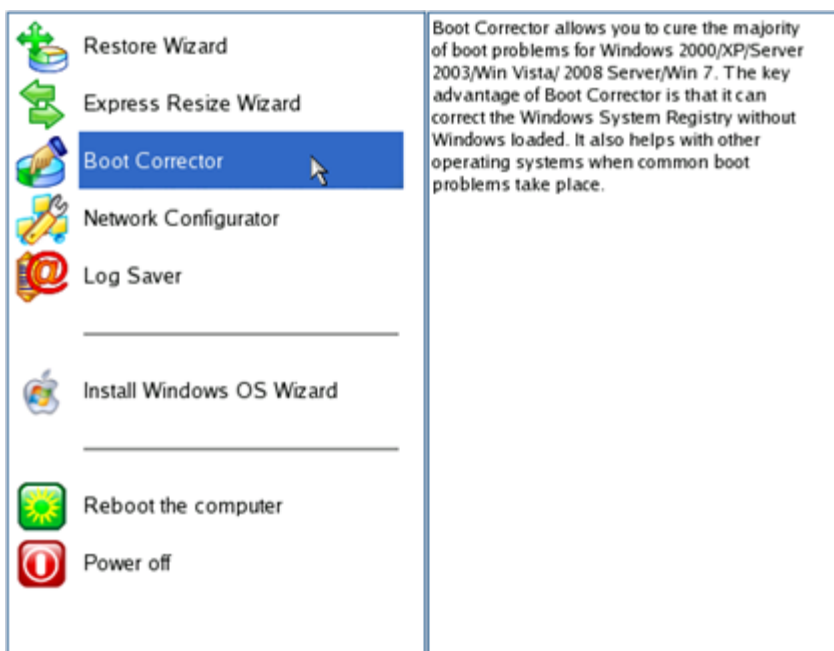 Restore Wizard
Express Resize Wizard
Boot Corrector
Network Configurator
Log Saver
Install Windows OS Wizard
Reboot the computer
Power off
Boot Corrector allows you to cure the majority
of boot problems for Windows 2000/XP/Server
2003/Win Vista/ 2008 Server/Win 7. The key
advantage of Boot Corrector is that it can
correct the Windows System Registry without
Windows loaded. It also helps with other
operating systems when common boot
problems take place.